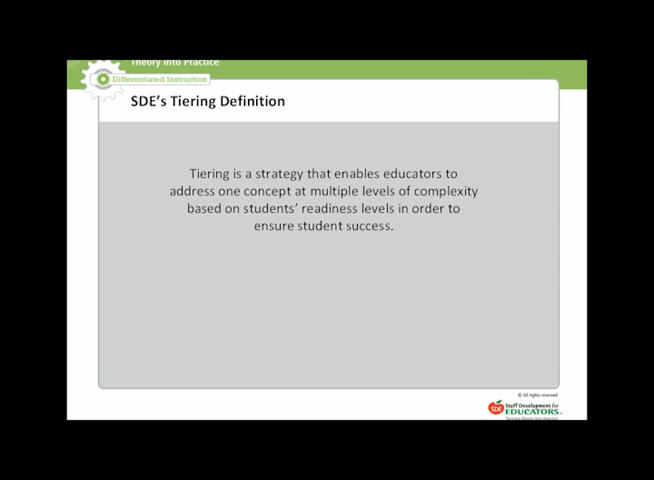 Theory Into Practice
Differentiated Instruction
SDE's Tiering Definition
Tiering is a strategy that enables educators to
address one concept at multiple levels of complexity
based on students' readiness levels in order to
ensure student success.
© All rights reserved
SDE
Staff Development for
EDUCATORS